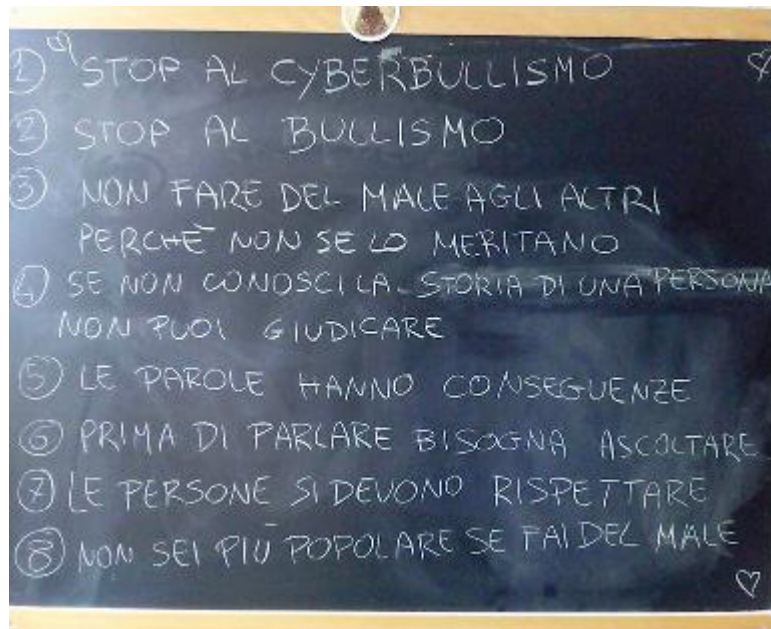 1 STOP AL CYBERBULLISMO
2 STOP AL BULLISMO
3 NON FARE DEL MALE AGLI ALTRI
PERCHÈ NON SE LO MERITANO
4 SE NON CONOSCI LA STORIA DI UNA PERSONA
NON PUOI GIUDICARE
5 LE PAROLE HANNO CONSEGUENZE
6 PRIMA DI PARLARE BISOGNA ASCOLTARE
7 LE PERSONE SI DEVONO RISPETTARE
8 NON SEI PIÙ POPOLARE SE FAI DEL MALE